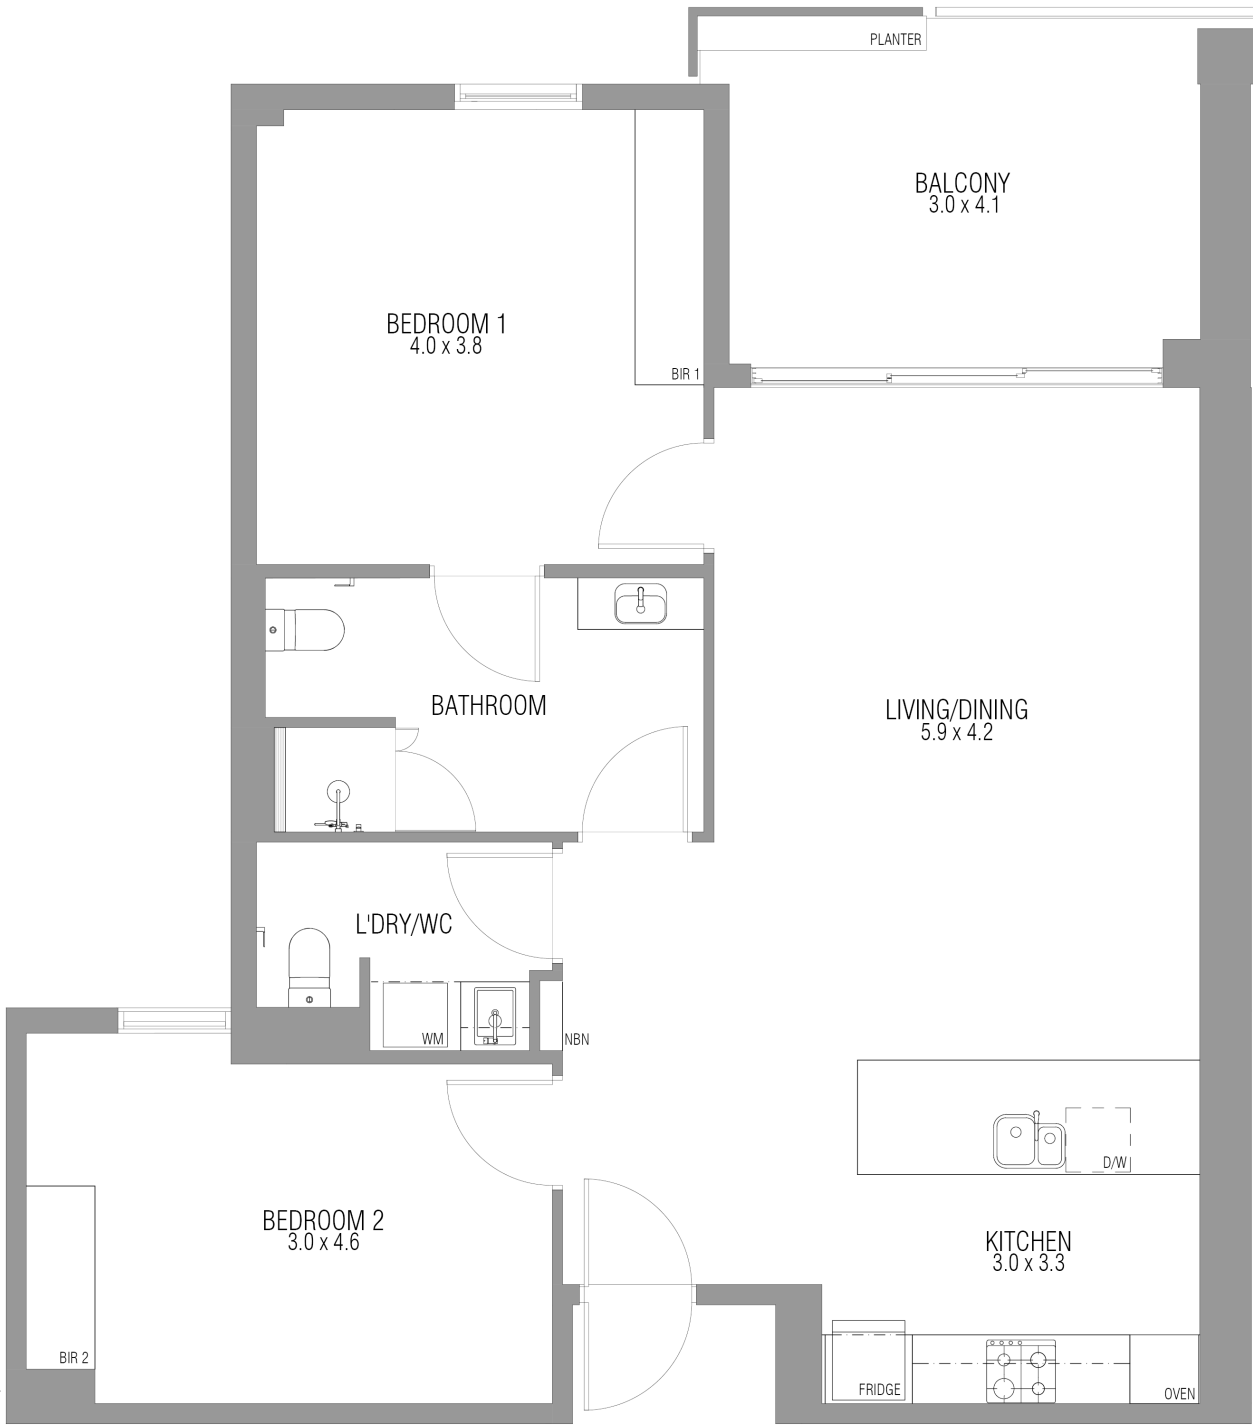 PLANTER
BALCONY
3.0 x 4.1
BEDROOM 1
4.0 x 3.8
BIR 1
BATHROOM
LIVING/DINING
5.9 x 4.2
L'DRY/WC
WM
NBN
D/W
BEDROOM 2
3.0 x 4.6
KITCHEN
3.0 x 3.3
BIR 2
FRIDGE
OVEN